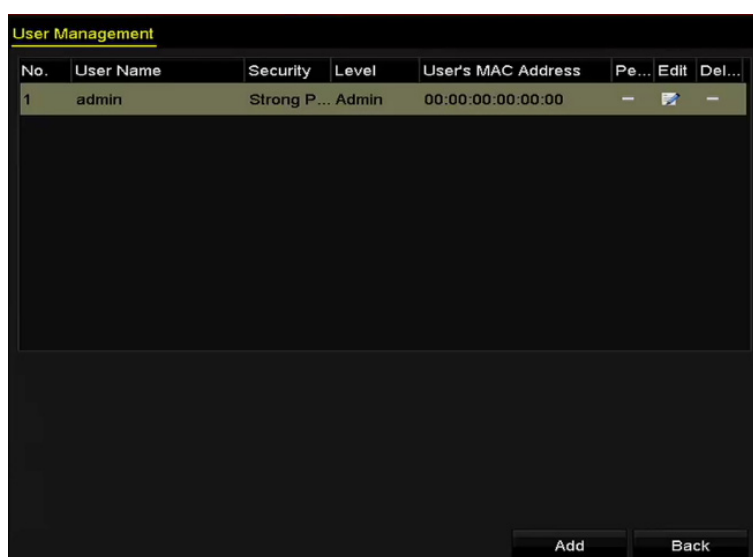 User Management
No. User Name Security Level User's MAC Address Pe... Edit Del...
1 admin Strong P... Admin 00:00:00:00:00:00 – –
Add Back